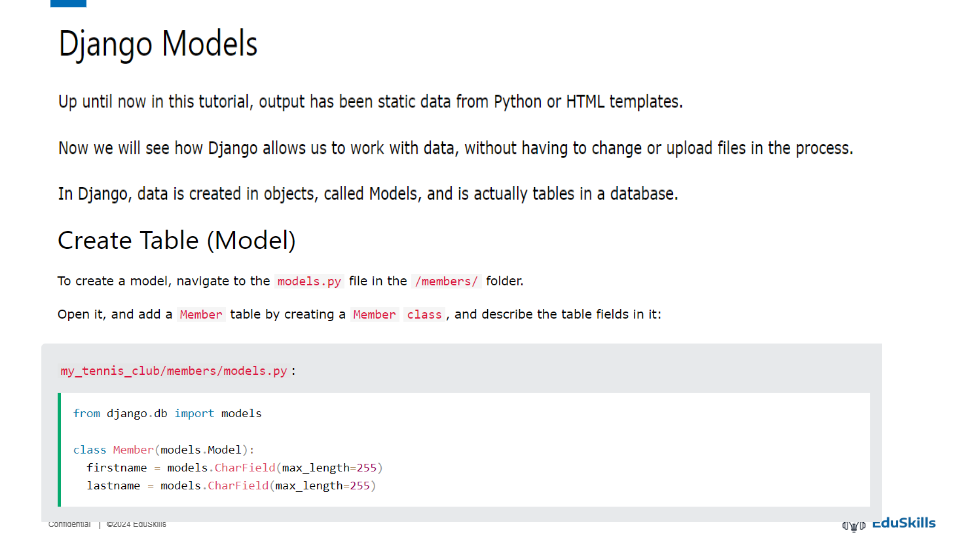 Django Models
Up until now in this tutorial, output has been static data from Python or HTML templates.
Now we will see how Django allows us to work with data, without having to change or upload files in the process.
In Django, data is created in objects, called Models, and is actually tables in a database.
Create Table (Model)
To create a model, navigate to the models.py file in the /members/ folder.
Open it, and add a Member table by creating a Member class, and describe the table fields in it:
my_tennis_club/members/models.py:
from django.db import models
class Member(models.Model):
  firstname = models.CharField(max_length=255)
  lastname = models.CharField(max_length=255)
Confidential | ©2024 EduSkills
EduSkills